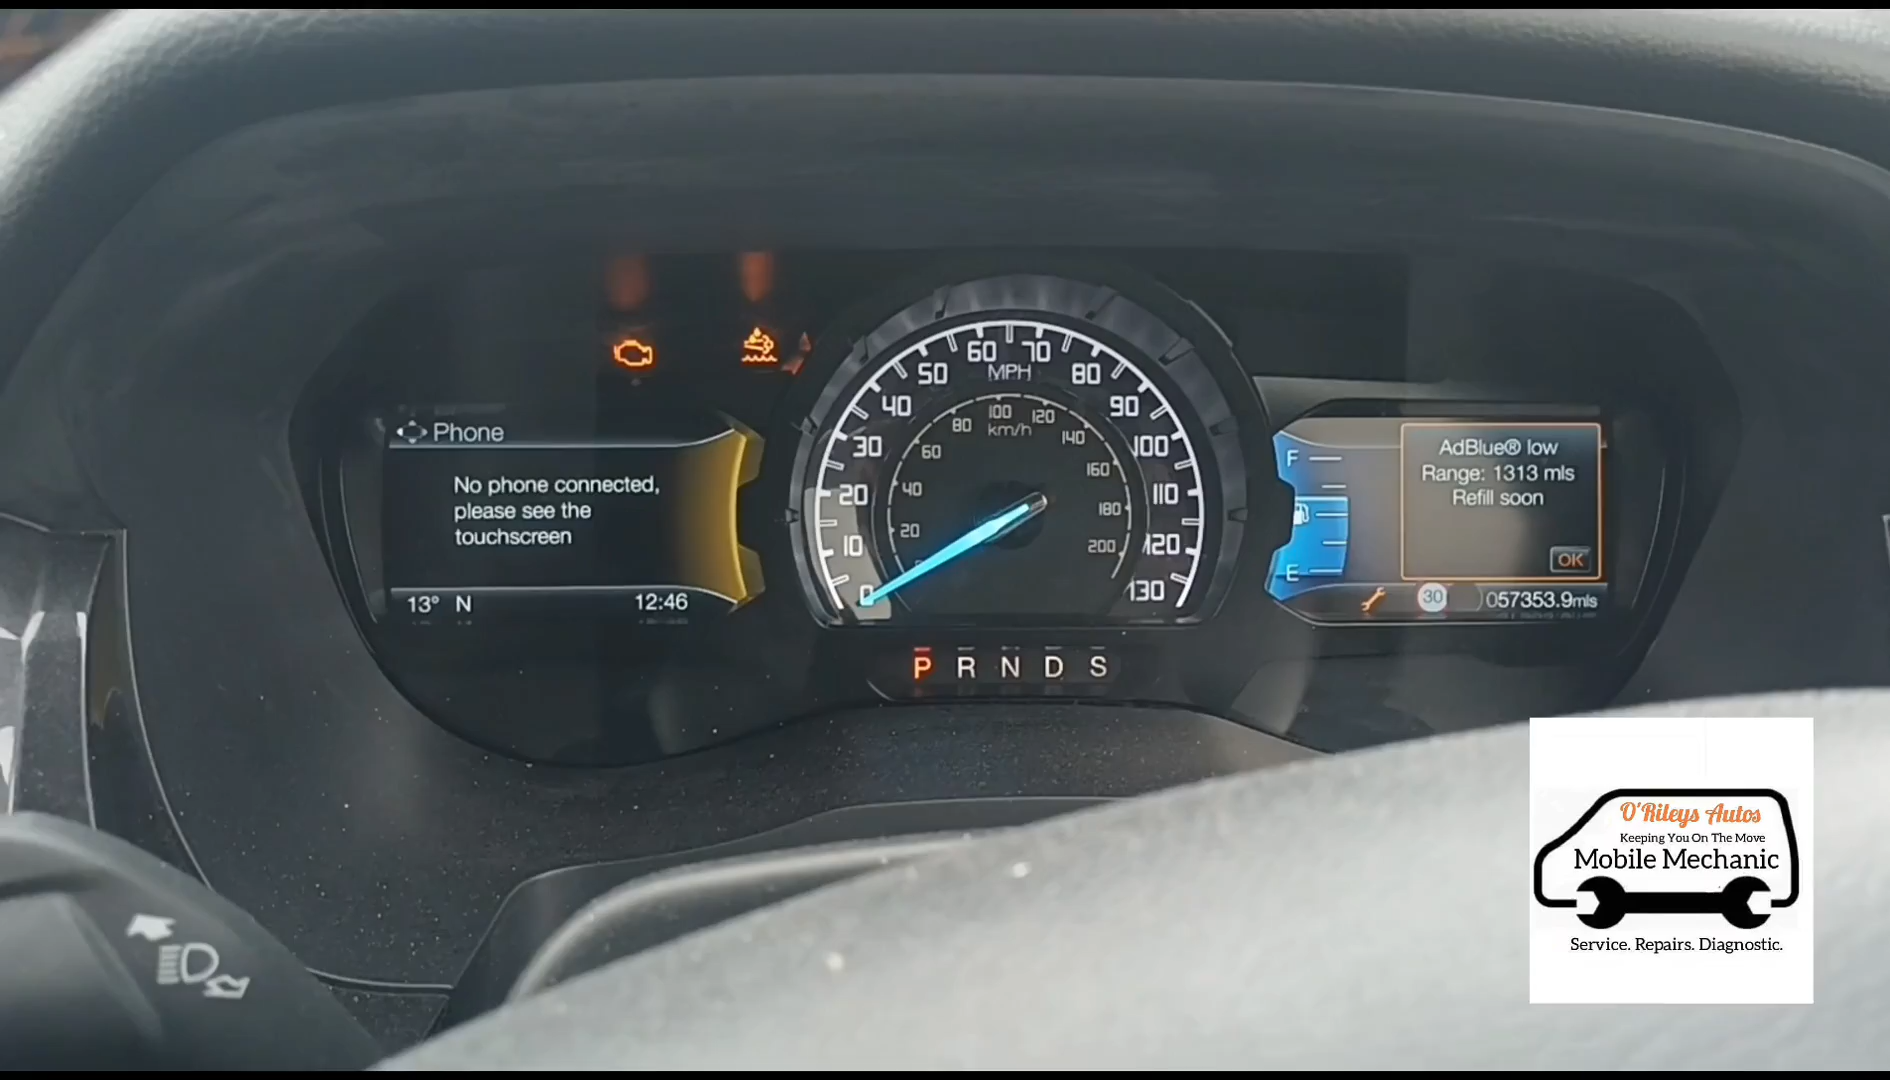 Phone
No phone connected,
please see the
touchscreen
13° N 12:46
0 10 20 30 40 50 60 70 80 90 100 110 120 130
MPH
20 40 60 80 100 120 140 160 180 200
km/h
P R N D S
F
E
AdBlue® low
Range: 1313 mls
Refill soon
OK
30 057353.9mls
O'Rileys Autos
Keeping You On The Move
Mobile Mechanic
Service. Repairs. Diagnostic.